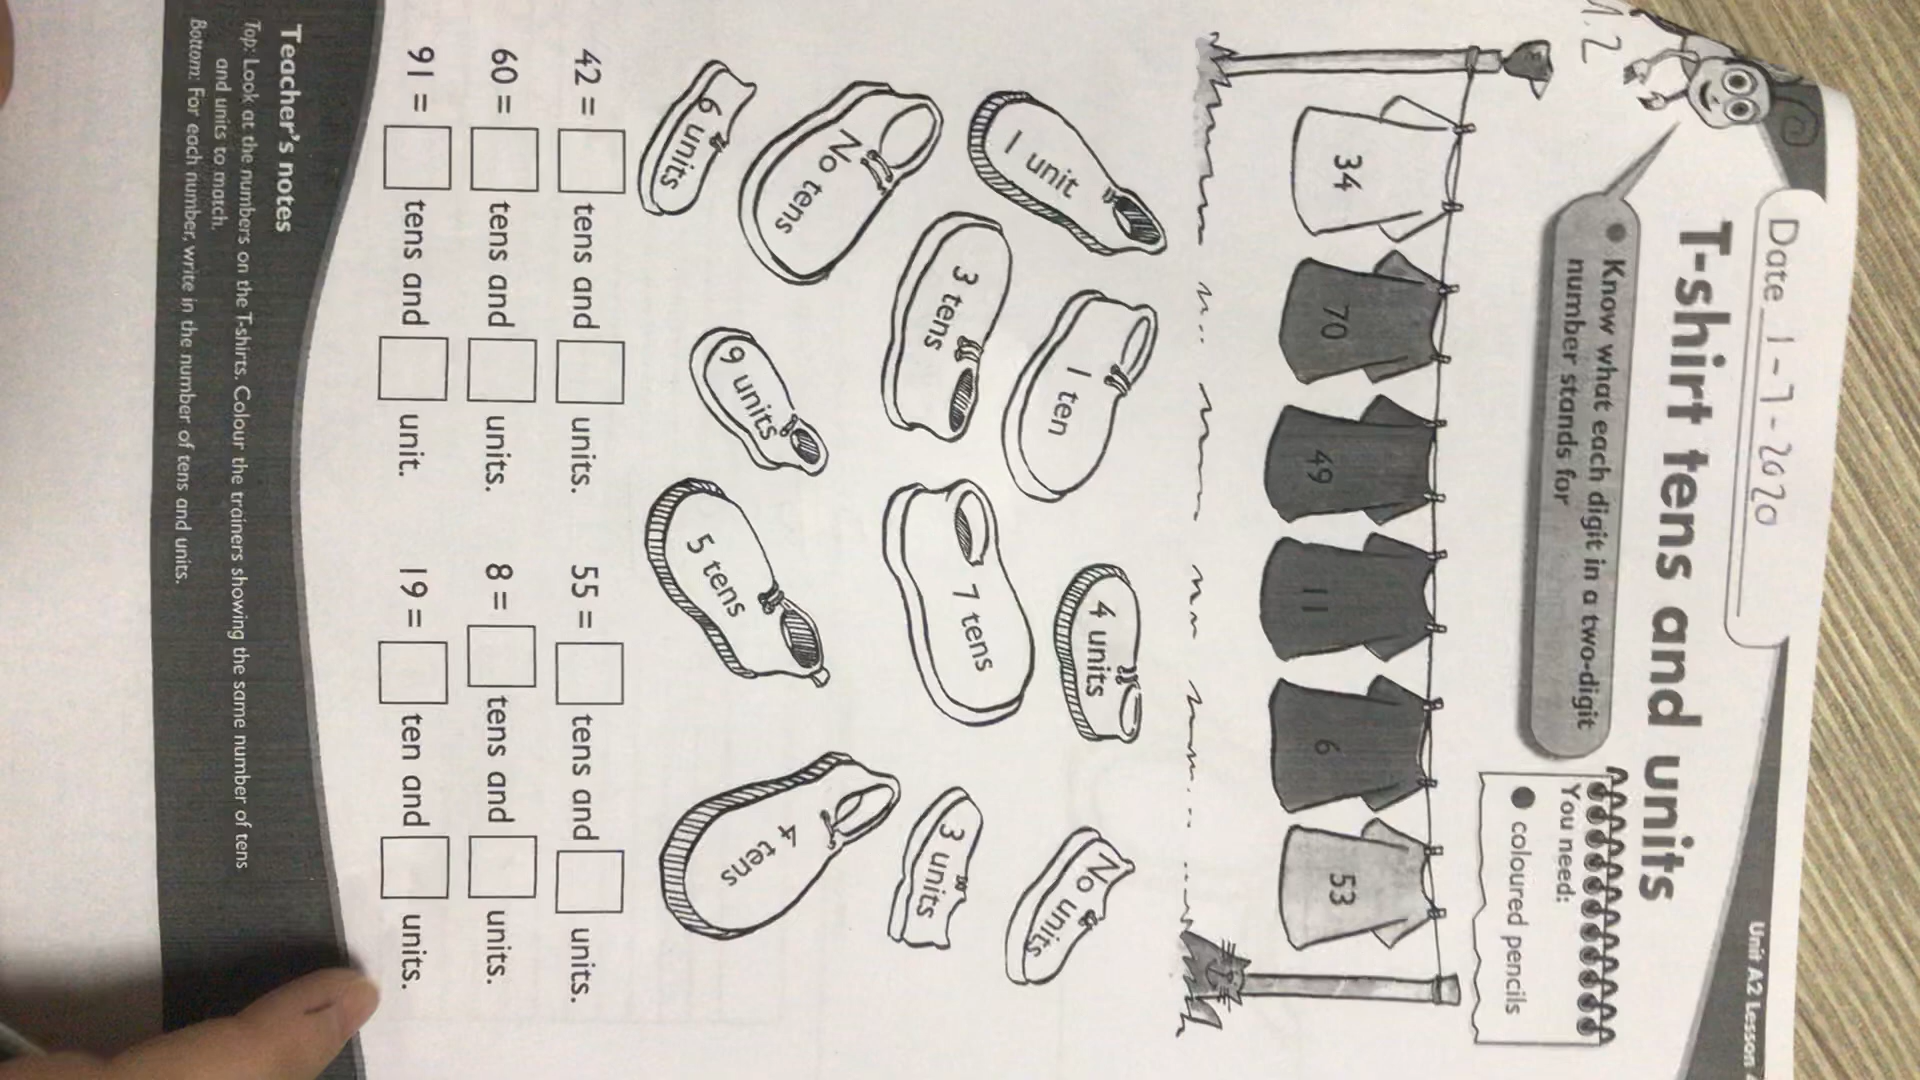 1.2
Date 1-7-2020
Unit A2 Lesson
T-shirt tens and units
• Know what each digit in a two-digit
number stands for
You need:
• coloured pencils
34
70
49
11
6
53
1 unit
1 ten
4 units
No units
No tens
3 tens
7 tens
3 units
6 units
9 units
5 tens
4 tens
42 = tens and units.
55 = tens and units.
60 = tens and units.
8 = tens and units.
91 = tens and unit.
19 = ten and units.
Teacher's notes
Top: Look at the numbers on the T-shirts. Colour the trainers showing the same number of tens
and units to match.
Bottom: For each number, write in the number of tens and units.